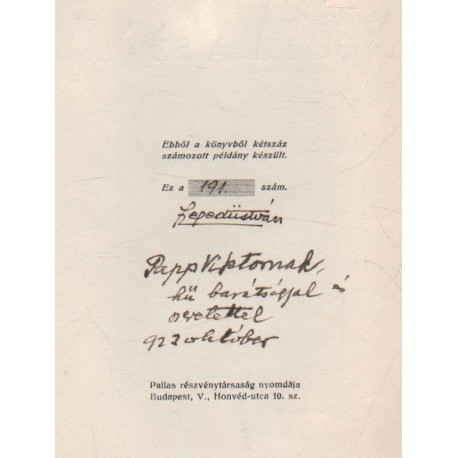 Ebből a könyvből kétszáz
számozott példány készült.
Ez a 191. szám.
Szegedi István
Papp Viktornak,
hű barátsággal és
szeretettel
923 október
Pallas részvénytársaság nyomdája
Budapest, V., Honvéd-utca 10. sz.